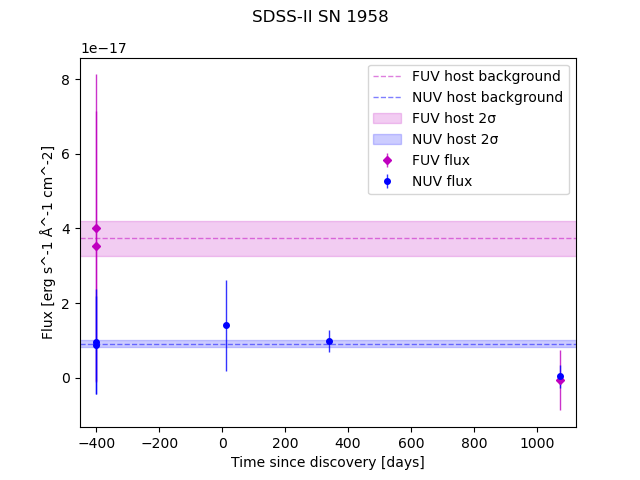 SDSS-II SN 1958
1e−17
FUV host background
NUV host background
FUV host 2σ
NUV host 2σ
FUV flux
NUV flux
8
6
4
2
0
Flux [erg s^-1 Å^-1 cm^-2]
−400 −200 0 200 400 600 800 1000
Time since discovery [days]